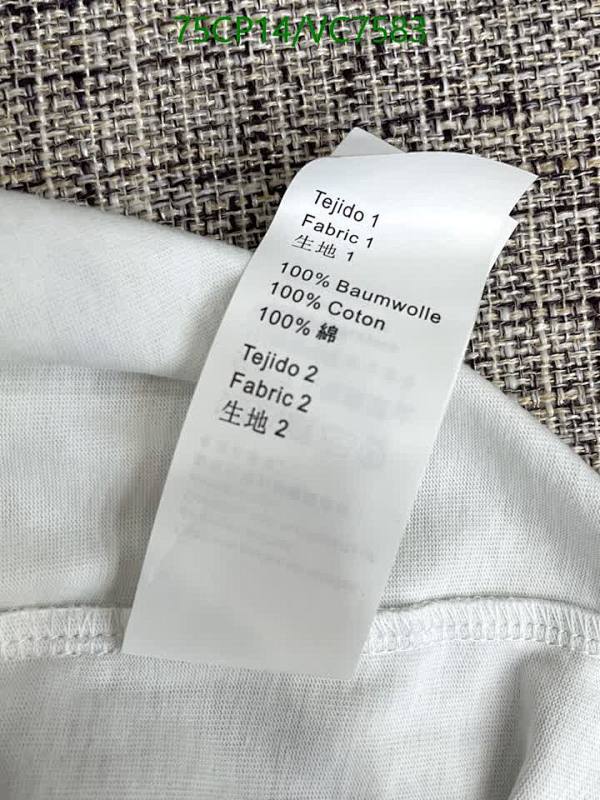 75CP14/VC7583
Tejido 1
Fabric 1
生地 1
100% Baumwolle
100% Coton
100% 綿
Tejido 2
Fabric 2
生地 2